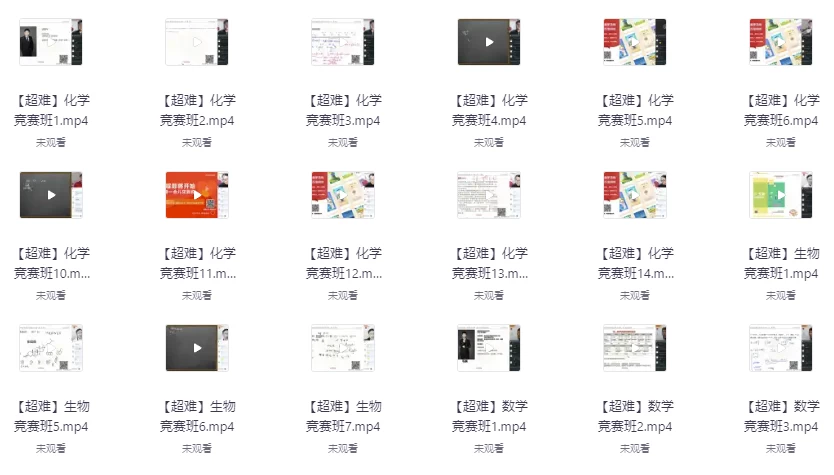 【超难】化学 【超难】化学 【超难】化学 【超难】化学 【超难】化学 【超难】化学
竞赛班1.mp4 竞赛班2.mp4 竞赛班3.mp4 竞赛班4.mp4 竞赛班5.mp4 竞赛班6.mp4
未观看 未观看 未观看 未观看 未观看 未观看
【超难】化学 【超难】化学 【超难】化学 【超难】化学 【超难】化学 【超难】生物
竞赛班10.m... 竞赛班11.m... 竞赛班12.m... 竞赛班13.m... 竞赛班14.m... 竞赛班1.mp4
未观看 未观看 未观看 未观看 未观看 未观看
【超难】生物 【超难】生物 【超难】生物 【超难】数学 【超难】数学 【超难】数学
竞赛班5.mp4 竞赛班6.mp4 竞赛班7.mp4 竞赛班1.mp4 竞赛班2.mp4 竞赛班3.mp4
未观看 未观看 未观看 未观看 未观看 未观看